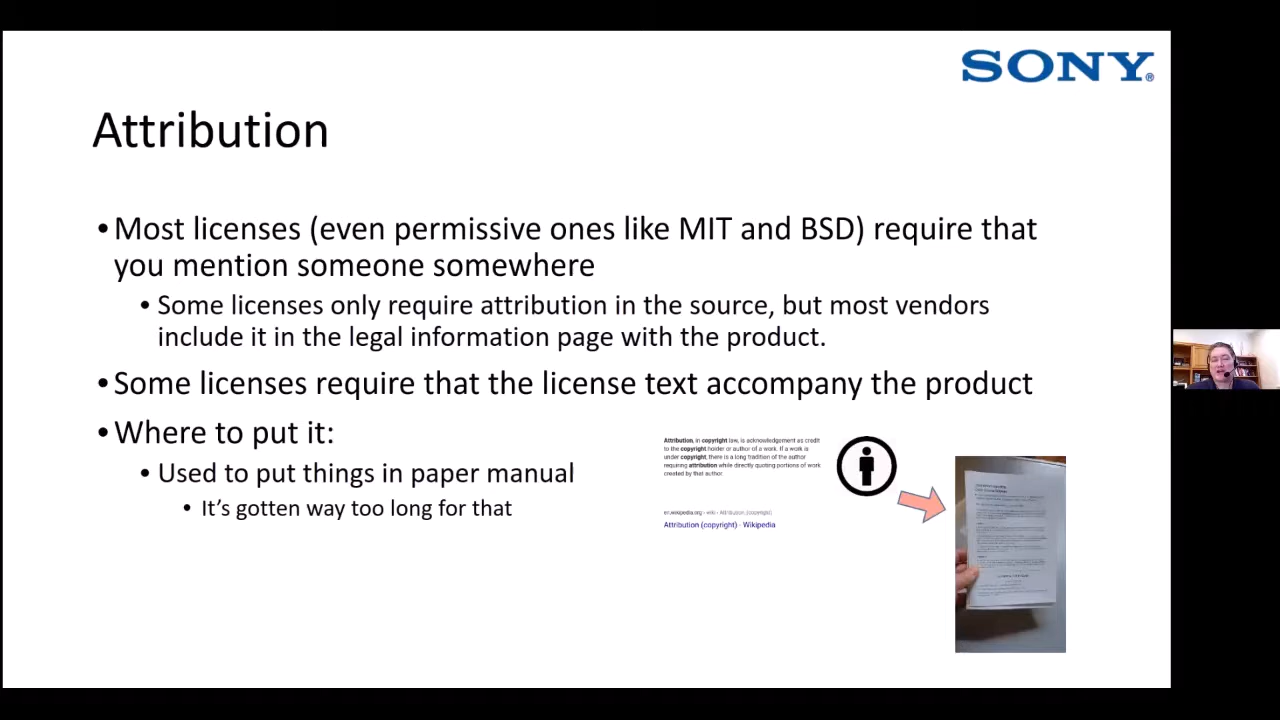 SONY®
Attribution
•Most licenses (even permissive ones like MIT and BSD) require that
you mention someone somewhere
• Some licenses only require attribution in the source, but most vendors
include it in the legal information page with the product.
•Some licenses require that the license text accompany the product
•Where to put it:
• Used to put things in paper manual
• It’s gotten way too long for that
Attribution, in copyright law, is acknowledgement as credit
to the copyright holder or author of a work. If a work is
under copyright, there is a long tradition of the author
requiring attribution while directly quoting portions of work
created by that author.
en.wikipedia.org › wiki › Attribution_(copyright)
Attribution (copyright) - Wikipedia